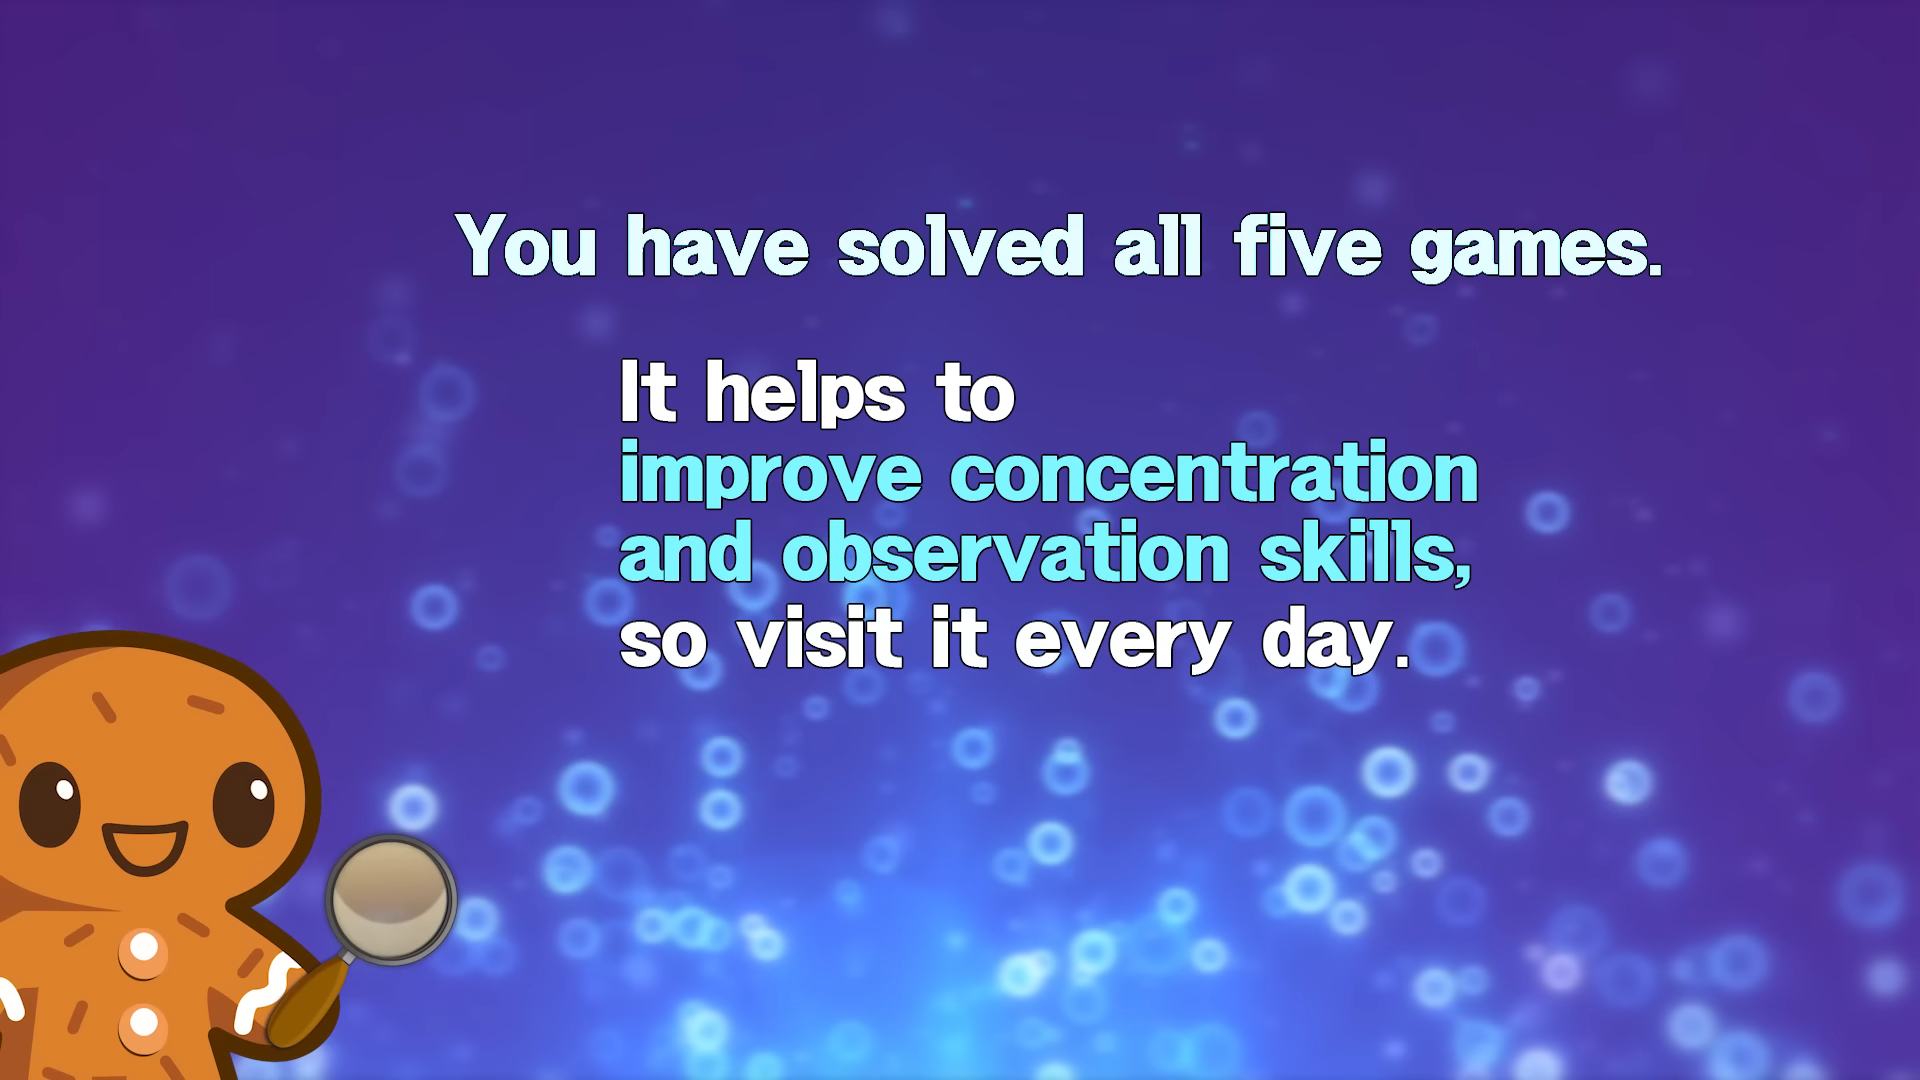 You have solved all five games.
It helps to
improve concentration
and observation skills,
so visit it every day.